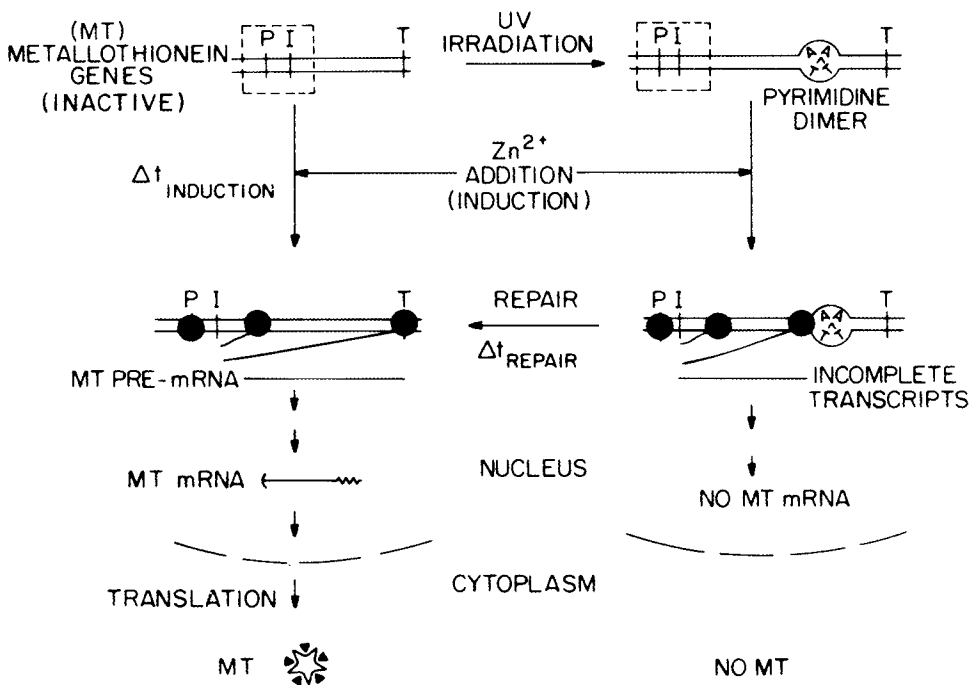 (MT)
METALLOTHIONEIN
GENES
(INACTIVE)
P I
T
UV
IRRADIATION
P I
T
PYRIMIDINE
DIMER
Δt INDUCTION
Zn2+
ADDITION
(INDUCTION)
P I
T
REPAIR
Δt REPAIR
P I
T
MT PRE-mRNA
INCOMPLETE
TRANSCRIPTS
MT mRNA
NUCLEUS
NO MT mRNA
CYTOPLASM
TRANSLATION
MT
NO MT